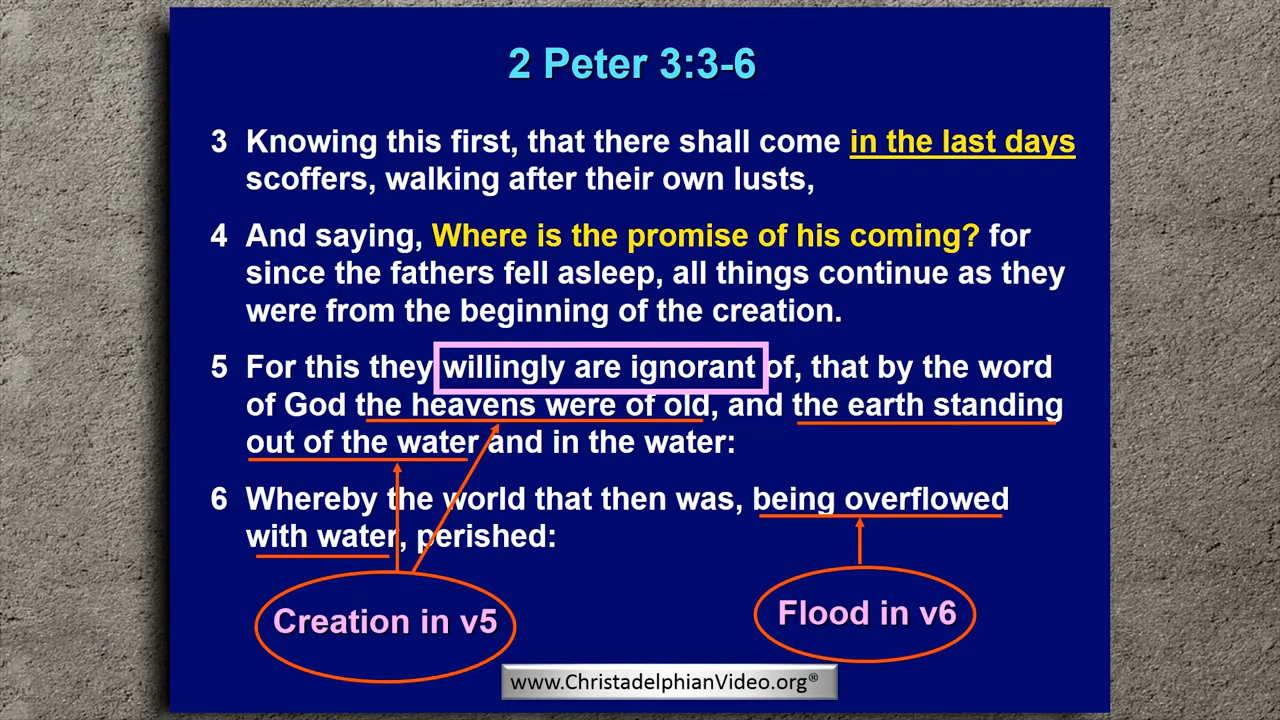 2 Peter 3:3-6
3 Knowing this first, that there shall come in the last days
scoffers, walking after their own lusts,
4 And saying, Where is the promise of his coming? for
since the fathers fell asleep, all things continue as they
were from the beginning of the creation.
5 For this they willingly are ignorant of, that by the word
of God the heavens were of old, and the earth standing
out of the water and in the water:
6 Whereby the world that then was, being overflowed
with water, perished:
Creation in v5
Flood in v6
www.ChristadelphianVideo.org®